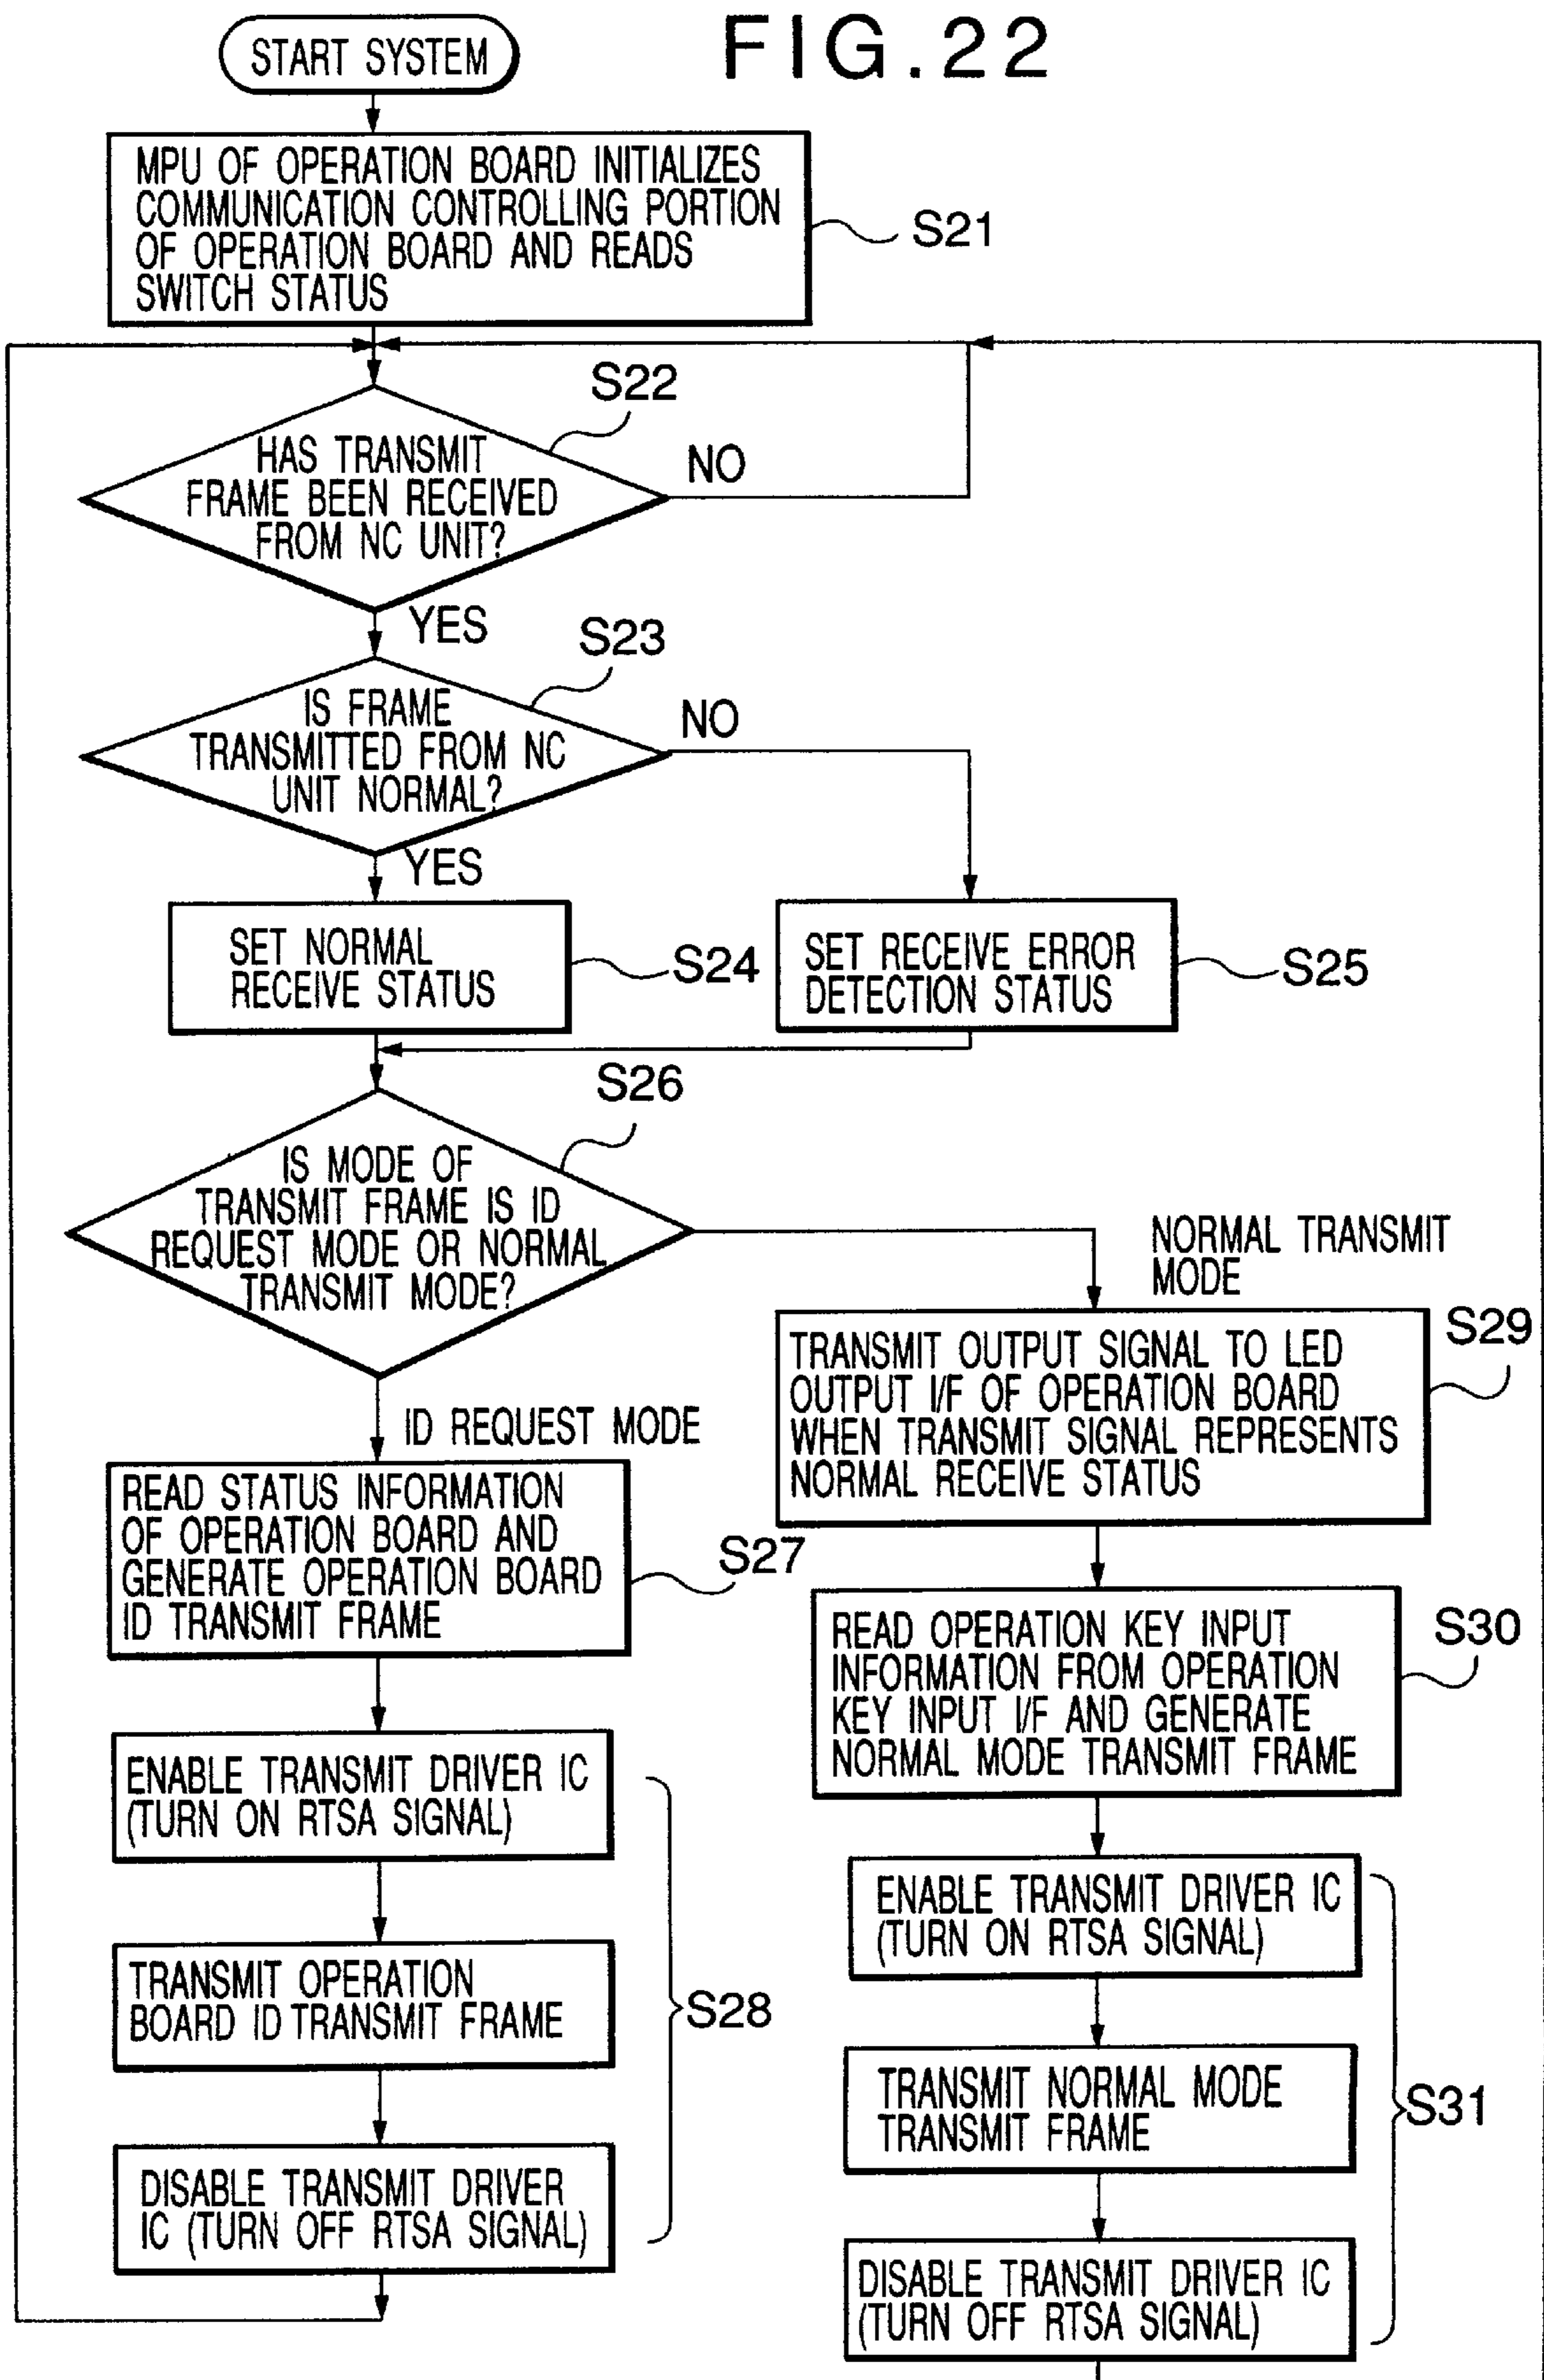 FIG.22
START SYSTEM
MPU OF OPERATION BOARD INITIALIZES
COMMUNICATION CONTROLLING PORTION
OF OPERATION BOARD AND READS
SWITCH STATUS
S21
S22
HAS TRANSMIT
FRAME BEEN RECEIVED
FROM NC UNIT?
NO
YES
S23
IS FRAME
TRANSMITTED FROM NC
UNIT NORMAL?
NO
YES
SET NORMAL
RECEIVE STATUS
S24
SET RECEIVE ERROR
DETECTION STATUS
S25
S26
IS MODE OF
TRANSMIT FRAME IS ID
REQUEST MODE OR NORMAL
TRANSMIT MODE?
NORMAL TRANSMIT
MODE
ID REQUEST MODE
READ STATUS INFORMATION
OF OPERATION BOARD AND
GENERATE OPERATION BOARD
ID TRANSMIT FRAME
S27
ENABLE TRANSMIT DRIVER IC
(TURN ON RTSA SIGNAL)
TRANSMIT OPERATION
BOARD ID TRANSMIT FRAME
DISABLE TRANSMIT DRIVER
IC (TURN OFF RTSA SIGNAL)
S28
TRANSMIT OUTPUT SIGNAL TO LED
OUTPUT I/F OF OPERATION BOARD
WHEN TRANSMIT SIGNAL REPRESENTS
NORMAL RECEIVE STATUS
S29
READ OPERATION KEY INPUT
INFORMATION FROM OPERATION
KEY INPUT I/F AND GENERATE
NORMAL MODE TRANSMIT FRAME
S30
ENABLE TRANSMIT DRIVER IC
(TURN ON RTSA SIGNAL)
TRANSMIT NORMAL MODE
TRANSMIT FRAME
DISABLE TRANSMIT DRIVER IC
(TURN OFF RTSA SIGNAL)
S31